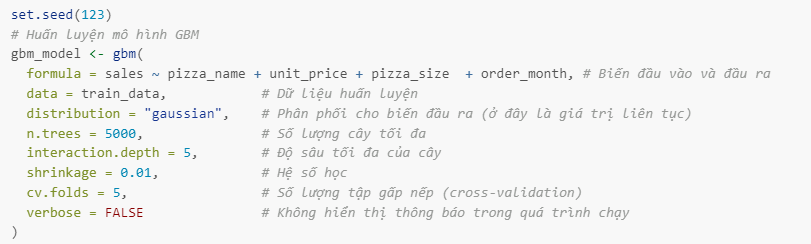 set.seed(123)
# Huấn luyện mô hình GBM
gbm_model <- gbm(
  formula = sales ~ pizza_name + unit_price + pizza_size  + order_month, # Biến đầu vào và đầu ra
  data = train_data,            # Dữ liệu huấn luyện
  distribution = "gaussian",    # Phân phối cho biến đầu ra (ở đây là giá trị liên tục)
  n.trees = 5000,               # Số lượng cây tối đa
  interaction.depth = 5,        # Độ sâu tối đa của cây
  shrinkage = 0.01,             # Hệ số học
  cv.folds = 5,                 # Số lượng tập gấp nếp (cross-validation)
  verbose = FALSE               # Không hiển thị thông báo trong quá trình chạy
)